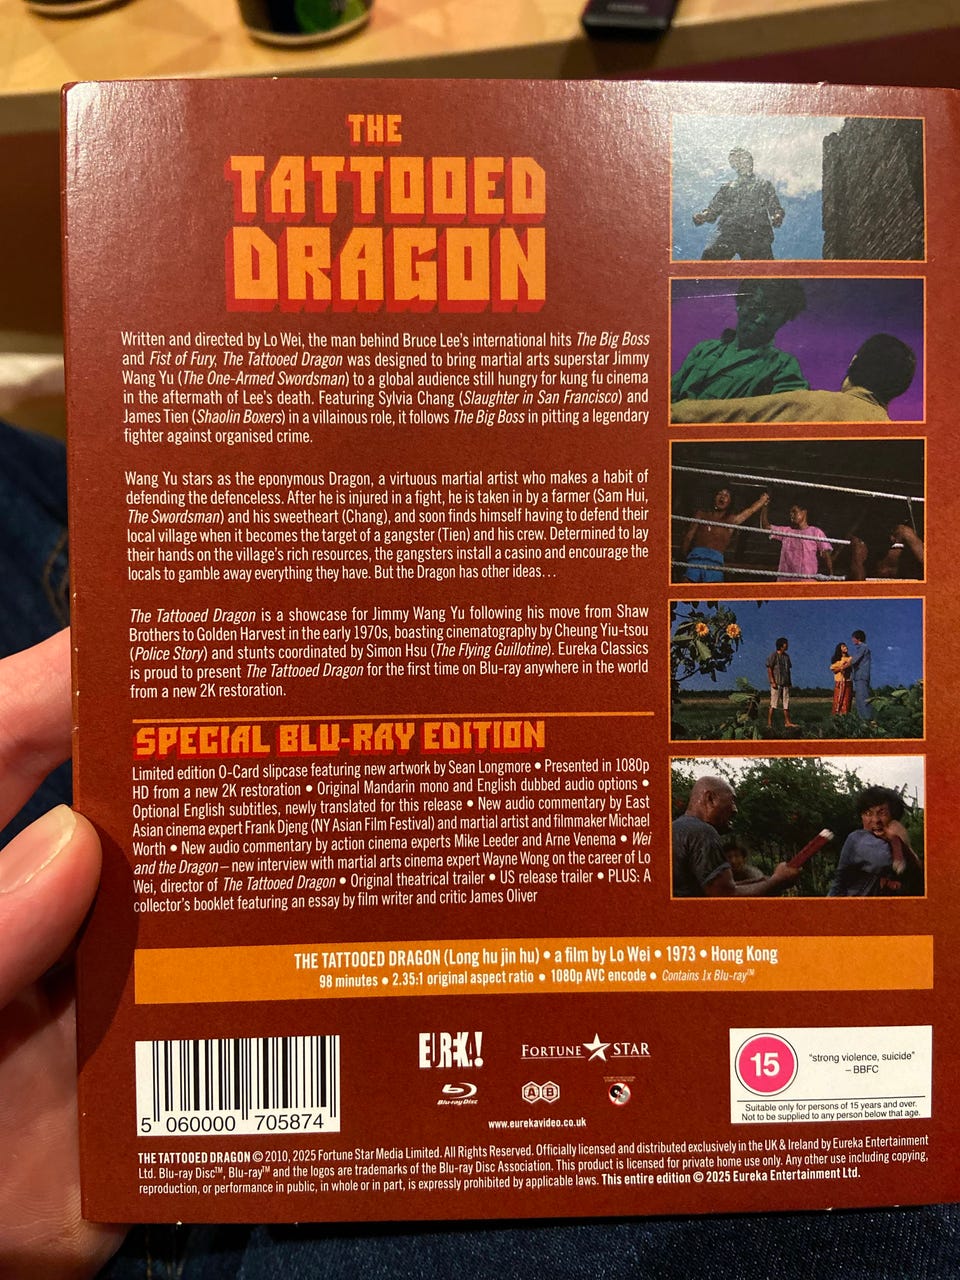 THE
TATTOOED
DRAGON
Written and directed by Lo Wei, the man behind Bruce Lee's international hits The Big Boss
and Fist of Fury, The Tattooed Dragon was designed to bring martial arts superstar Jimmy
Wang Yu (The One-Armed Swordsman) to a global audience still hungry for kung fu cinema
in the aftermath of Lee's death. Featuring Sylvia Chang (Slaughter in San Francisco) and
James Tien (Shaolin Boxers) in a villainous role, it follows The Big Boss in pitting a legendary
fighter against organised crime.
Wang Yu stars as the eponymous Dragon, a virtuous martial artist who makes a habit of
defending the defenceless. After he is injured in a fight, he is taken in by a farmer (Sam Hui,
The Swordsman) and his sweetheart (Chang), and soon finds himself having to defend their
local village when it becomes the target of a gangster (Tien) and his crew. Determined to lay
their hands on the village's rich resources, the gangsters install a casino and encourage the
locals to gamble away everything they have. But the Dragon has other ideas...
The Tattooed Dragon is a showcase for Jimmy Wang Yu following his move from Shaw
Brothers to Golden Harvest in the early 1970s, boasting cinematography by Cheung Yiu-tsou
(Police Story) and stunts coordinated by Simon Hsu (The Flying Guillotine). Eureka Classics
is proud to present The Tattooed Dragon for the first time on Blu-ray anywhere in the world
from a new 2K restoration.
SPECIAL BLU-RAY EDITION
Limited edition O-Card slipcase featuring new artwork by Sean Longmore • Presented in 1080p
HD from a new 2K restoration • Original Mandarin mono and English dubbed audio options •
Optional English subtitles, newly translated for this release • New audio commentary by East
Asian cinema expert Frank Djeng (NY Asian Film Festival) and martial artist and filmmaker Michael
Worth • New audio commentary by action cinema experts Mike Leeder and Arne Venema • Wei
and the Dragon – new interview with martial arts cinema expert Wayne Wong on the career of Lo
Wei, director of The Tattooed Dragon • Original theatrical trailer • US release trailer • PLUS: A
collector's booklet featuring an essay by film writer and critic James Oliver
THE TATTOOED DRAGON (Long hu jin hu) • a film by Lo Wei • 1973 • Hong Kong
98 minutes • 2.35:1 original aspect ratio • 1080p AVC encode • Contains 1x Blu-ray™
EUREKA!
FORTUNE STAR
Blu-ray Disc
A B
www.eurekavideo.co.uk
15
"strong violence, suicide"
– BBFC
Suitable only for persons of 15 years and over.
Not to be supplied to any person below that age.
5 060000 705874
THE TATTOOED DRAGON © 2010, 2025 Fortune Star Media Limited. All Rights Reserved. Officially licensed and distributed exclusively in the UK & Ireland by Eureka Entertainment
Ltd. Blu-ray Disc™, Blu-ray™ and the logos are trademarks of the Blu-ray Disc Association. This product is licensed for private home use only. Any other use including copying,
reproduction, or performance in public, in whole or in part, is expressly prohibited by applicable laws. This entire edition © 2025 Eureka Entertainment Ltd.